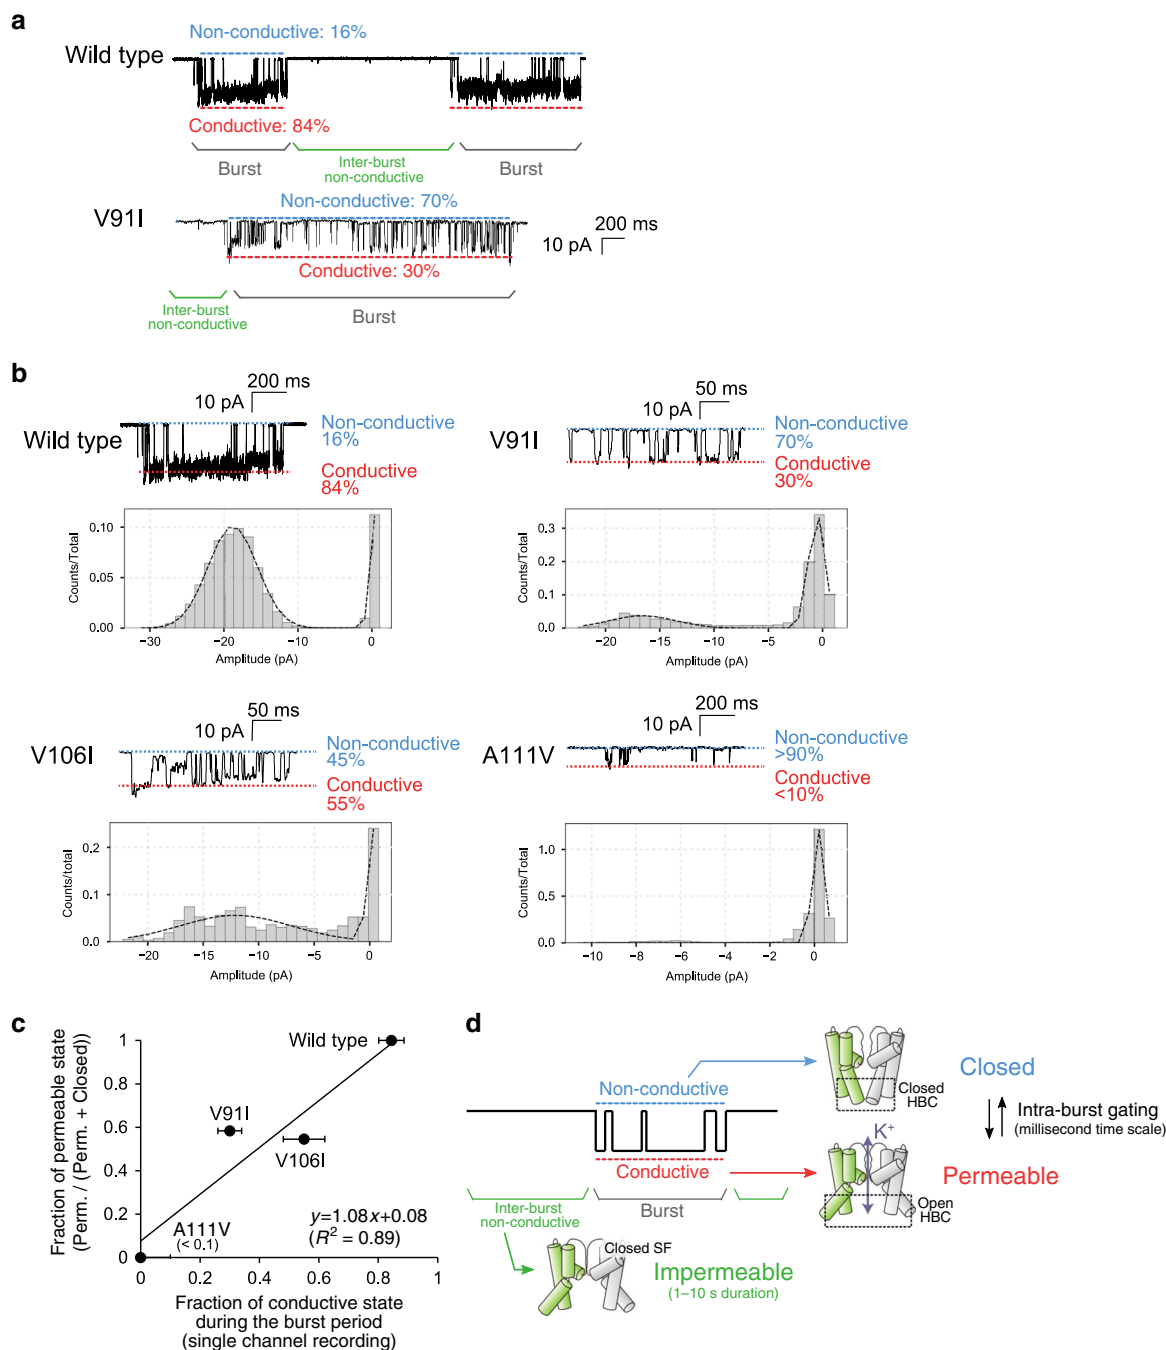 a
Wild type
Non-conductive: 16%
Conductive: 84%
Burst
Inter-burst
non-conductive
Burst
V91I
Non-conductive: 70%
Conductive: 30%
200 ms
10 pA
Inter-burst
non-conductive
Burst
b
200 ms
10 pA
Wild type
Non-conductive
16%
Conductive
84%
Counts/Total
0.10
0.05
0.00
−30
−20
−10
0
Amplitude (pA)
50 ms
10 pA
V91I
Non-conductive
70%
Conductive
30%
Counts/Total
0.3
0.2
0.1
0.0
−20
−15
−10
−5
0
Amplitude (pA)
50 ms
10 pA
V106I
Non-conductive
45%
Conductive
55%
Counts/total
0.2
0.1
0.0
−20
−15
−10
−5
0
Amplitude (pA)
200 ms
10 pA
A111V
Non-conductive
>90%
Conductive
<10%
Counts/Total
1.0
0.5
0.0
−10
−8
−6
−4
−2
0
Amplitude (pA)
c
Fraction of permeable state
(Perm. / (Perm. + Closed))
1
0.8
0.6
0.4
0.2
0
Wild type
V91I
V106I
A111V
(< 0.1)
y=1.08x+0.08
(R² = 0.89)
0
0.2
0.4
0.6
0.8
1
Fraction of conductive state
during the burst period
(single channel recording)
d
Non-conductive
Conductive
Inter-burst
non-conductive
Burst
Closed SF
Impermeable
(1–10 s duration)
Closed
HBC
Closed
Intra-burst gating
(millisecond time scale)
K⁺
Permeable
Open
HBC